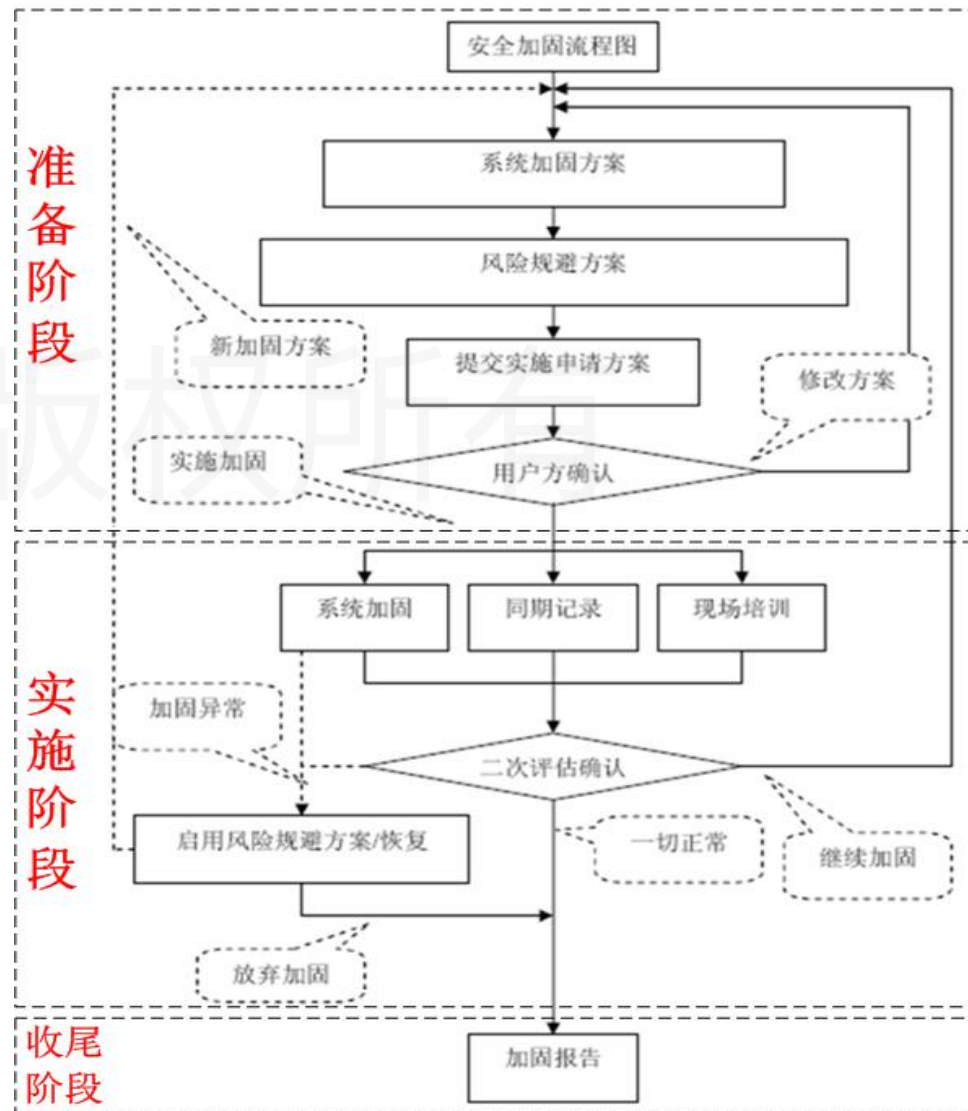 安全加固流程图
准备阶段
系统加固方案
风险规避方案
新加固方案
提交实施申请方案
修改方案
实施加固
用户方确认
版权所有
实施阶段
系统加固
同期记录
现场培训
加固异常
二次评估确认
启用风险规避方案/恢复
一切正常
继续加固
放弃加固
收尾
阶段
加固报告